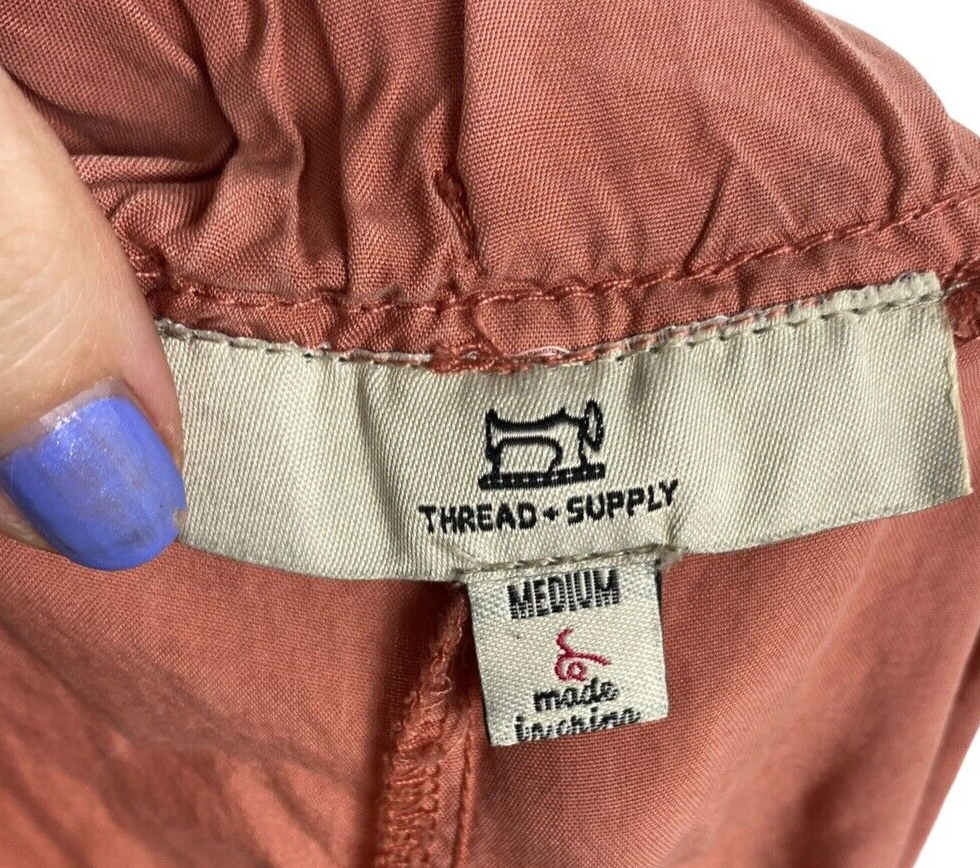 THREAD + SUPPLY
MEDIUM
made
in china